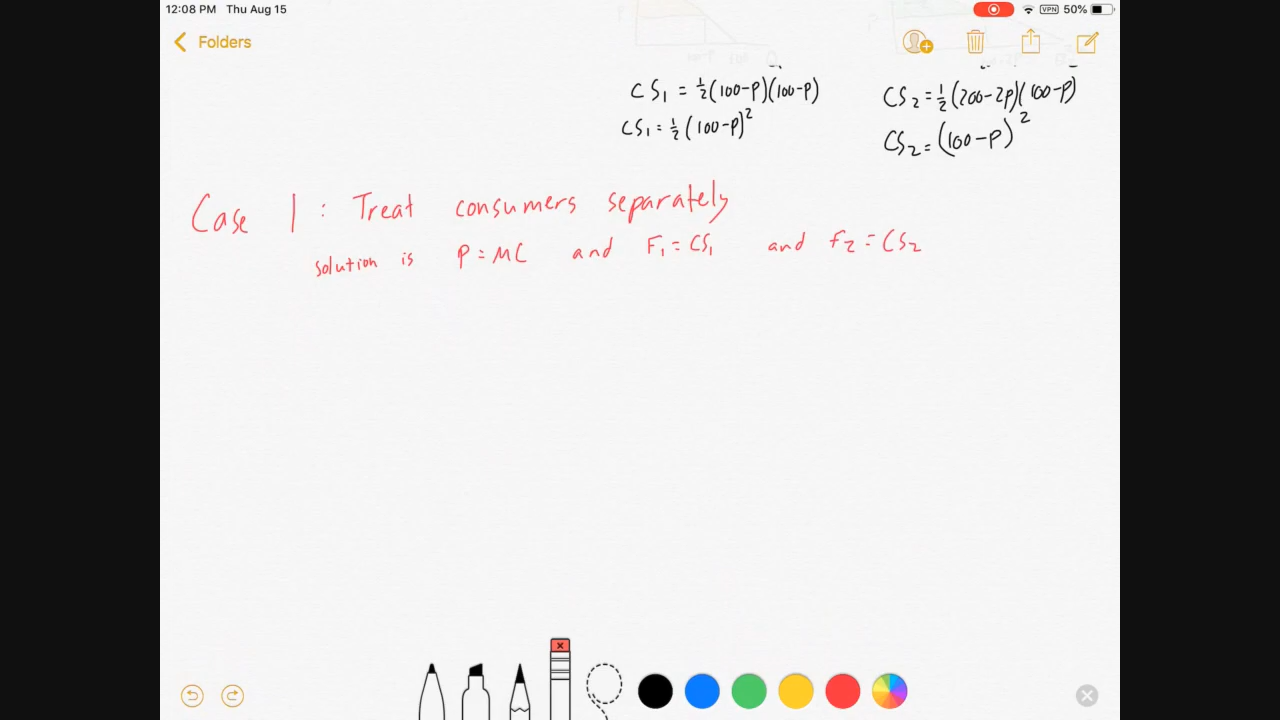 12:08 PM Thu Aug 15
VPN 50%
Folders
CS₁ = ½(100-P)(100-P)
CS₁ = ½(100-P)²
CS₂ = ½(200-2P)(100-P)
CS₂ = (100-P)²
Case 1: Treat consumers separately
solution is P = MC and F₁ = CS₁ and F₂ = CS₂